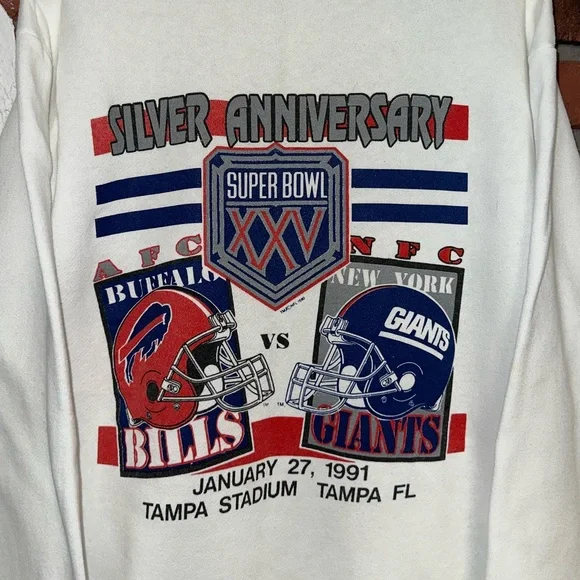 SILVER ANNIVERSARY
SUPER BOWL
XXV
AFC NFC
BUFFALO NEW YORK
GIANTS
VS
BILLS GIANTS
JANUARY 27, 1991
TAMPA STADIUM TAMPA FL